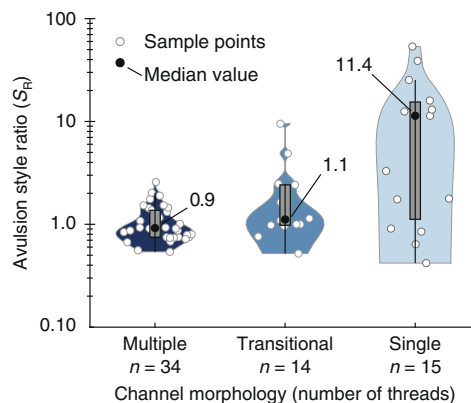 Avulsion style ratio (S_R)
100
10
1.0
0.10
Sample points
Median value
0.9
1.1
11.4
Multiple
n = 34
Transitional
n = 14
Single
n = 15
Channel morphology (number of threads)